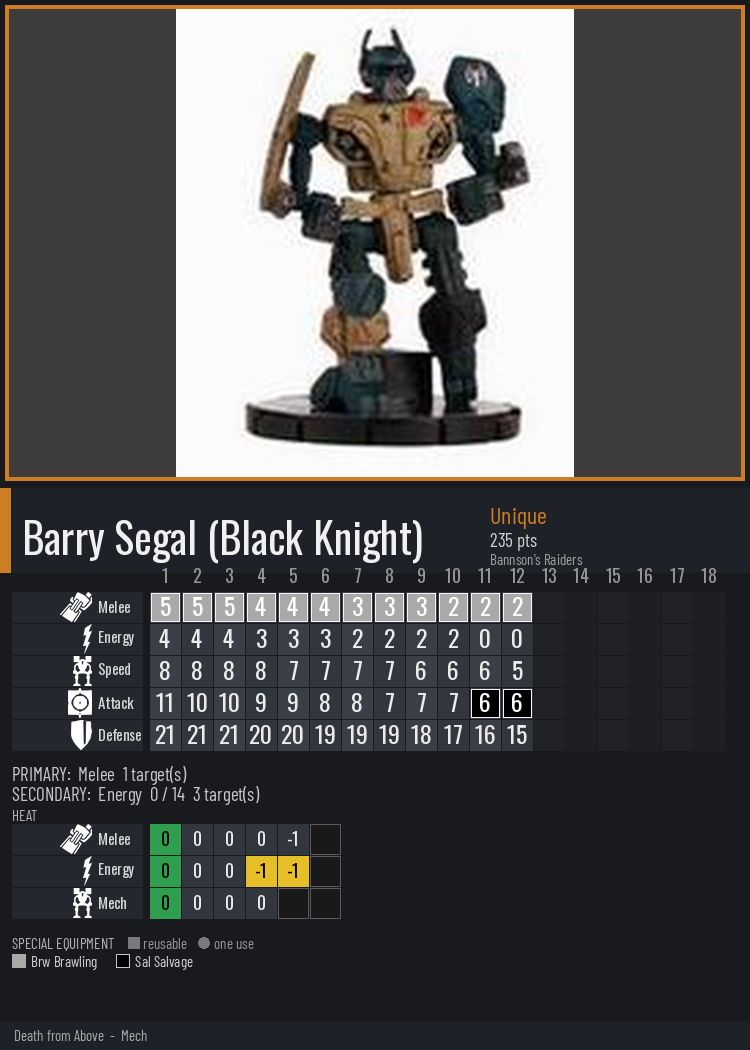 Barry Segal (Black Knight)
Unique
235 pts
Bannson's Raiders
1 2 3 4 5 6 7 8 9 10 11 12 13 14 15 16 17 18
Melee 5 5 5 4 4 4 3 3 3 2 2 2
Energy 4 4 4 3 3 3 2 2 2 2 0 0
Speed 8 8 8 8 7 7 7 7 6 6 6 5
Attack 11 10 10 9 9 8 8 7 7 7 6 6
Defense 21 21 21 20 20 19 19 19 18 17 16 15
PRIMARY: Melee 1 target(s)
SECONDARY: Energy 0 / 14 3 target(s)
HEAT
Melee 0 0 0 0 -1
Energy 0 0 0 -1 -1
Mech 0 0 0 0
SPECIAL EQUIPMENT reusable one use
Brw Brawling Sal Salvage
Death from Above - Mech